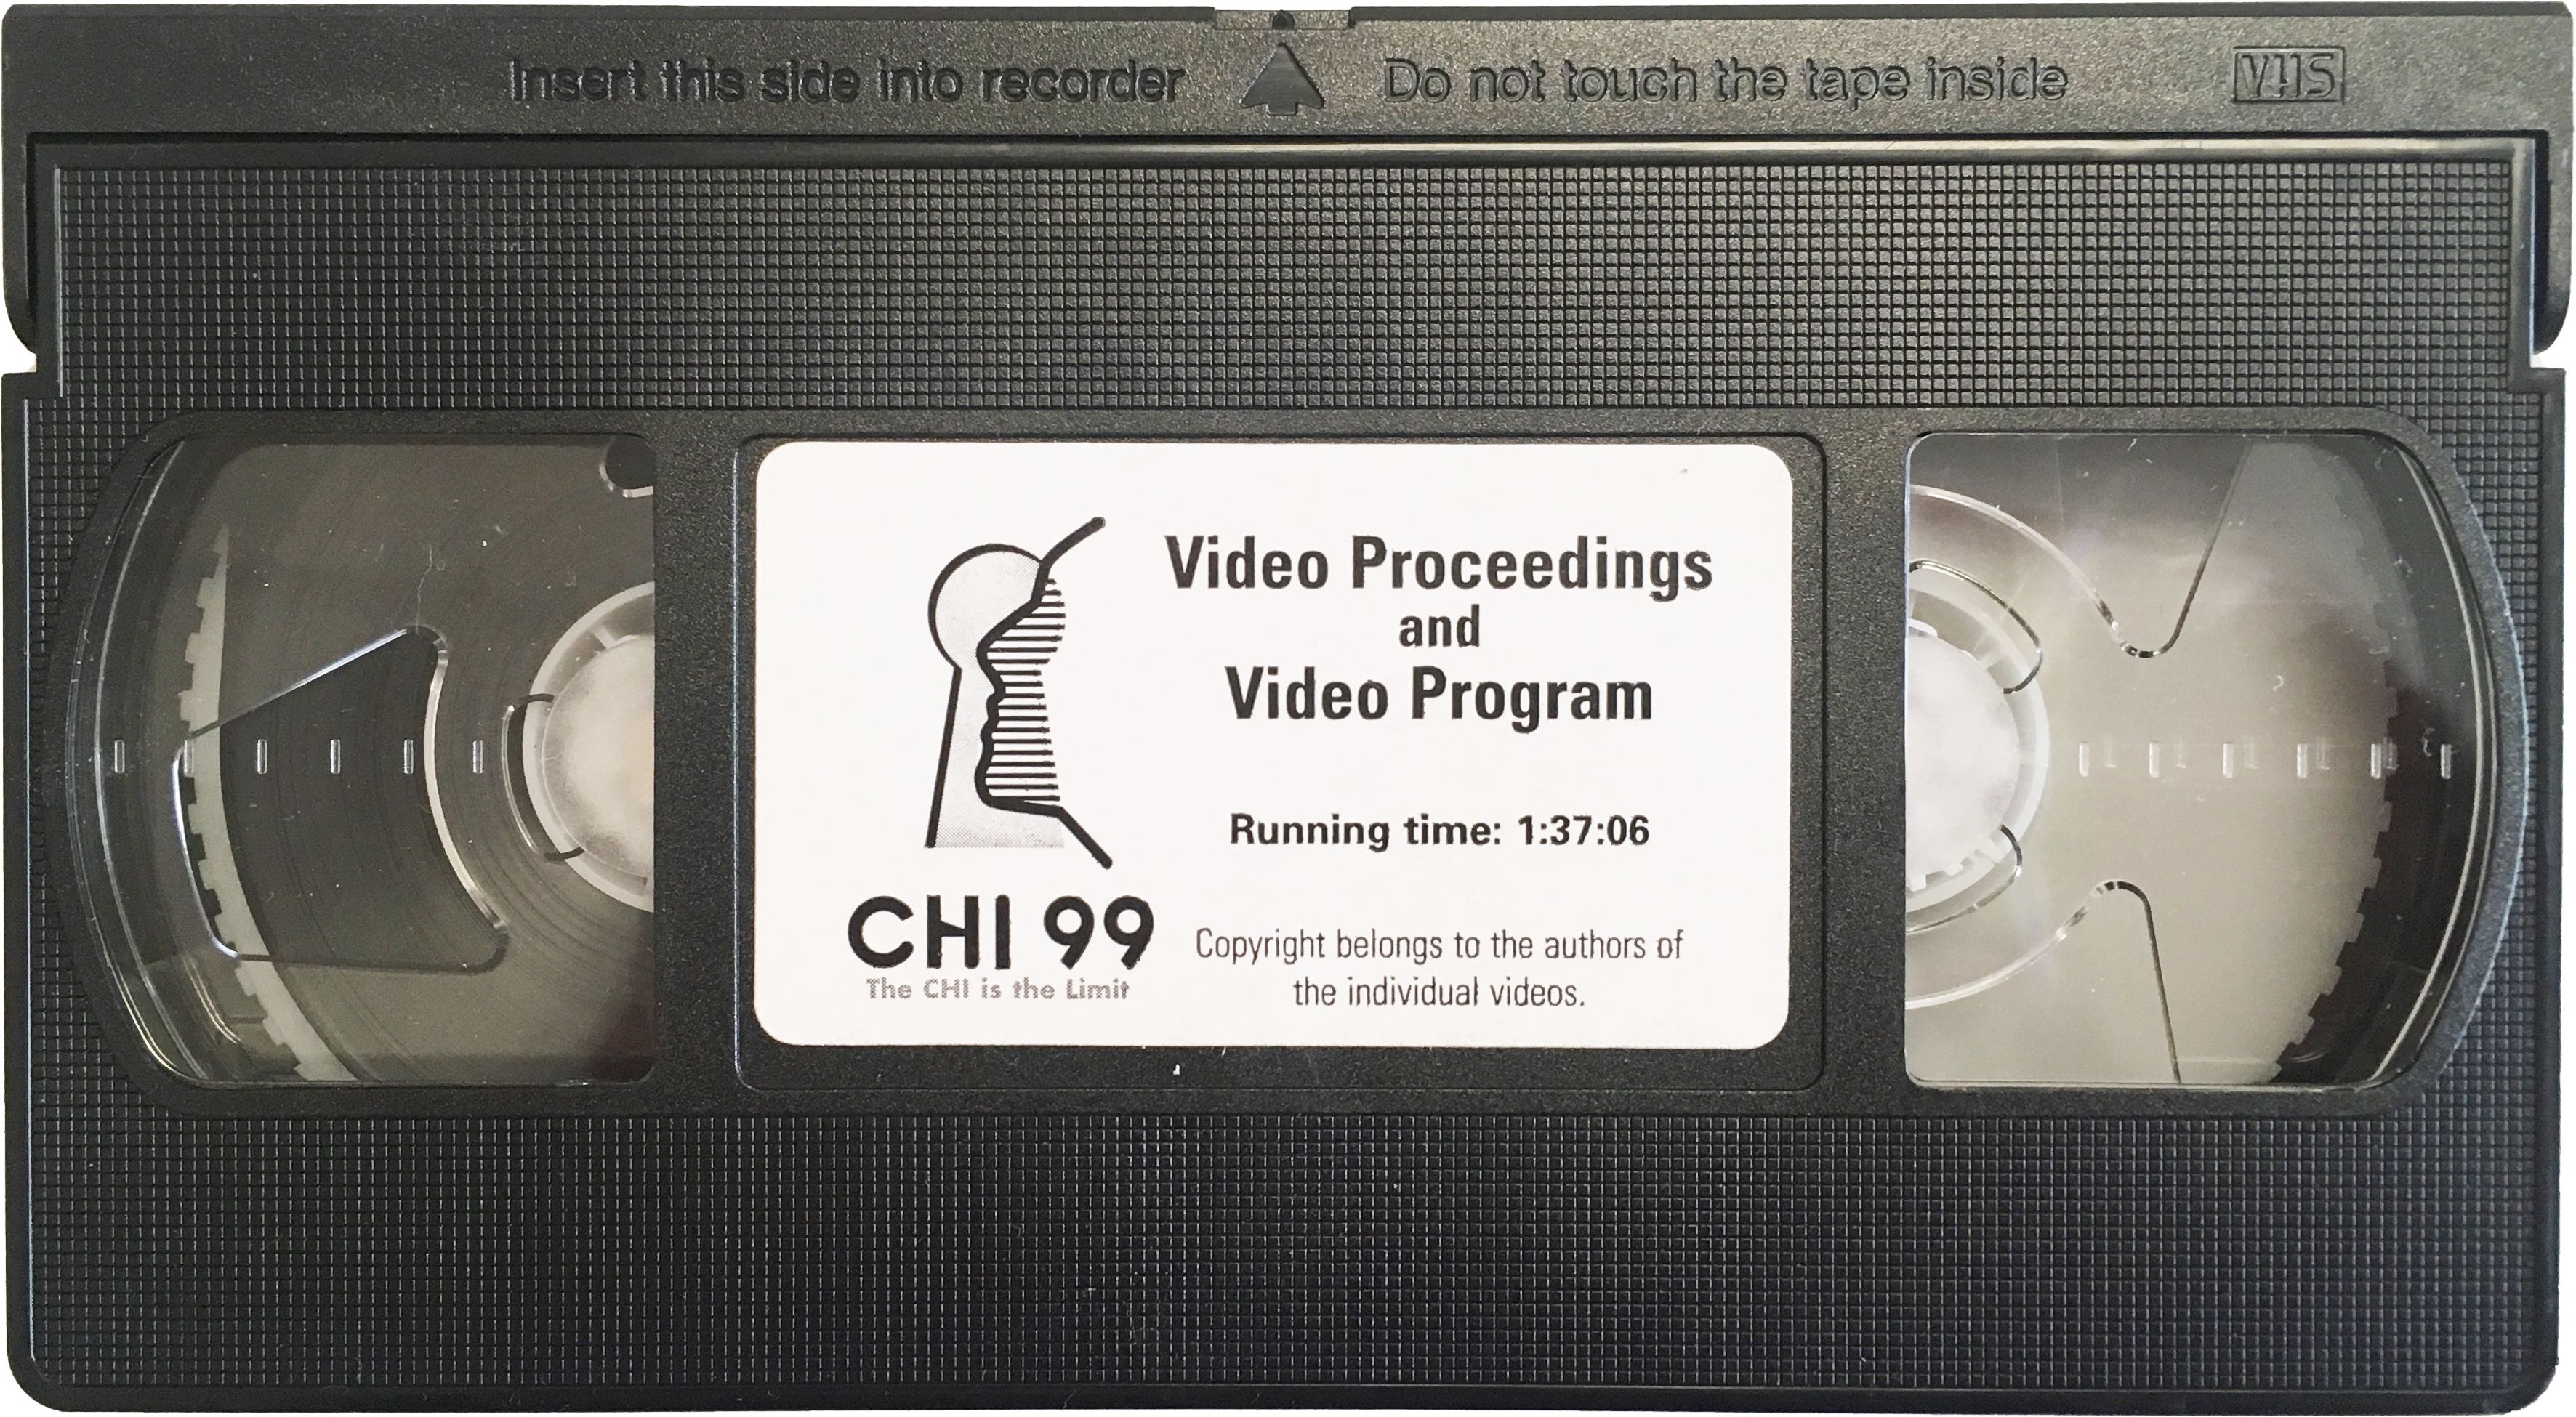 Insert this side into recorder
Do not touch the tape inside
VHS
Video Proceedings
and
Video Program
Running time: 1:37:06
CHI 99
The CHI is the Limit
Copyright belongs to the authors of
the individual videos.